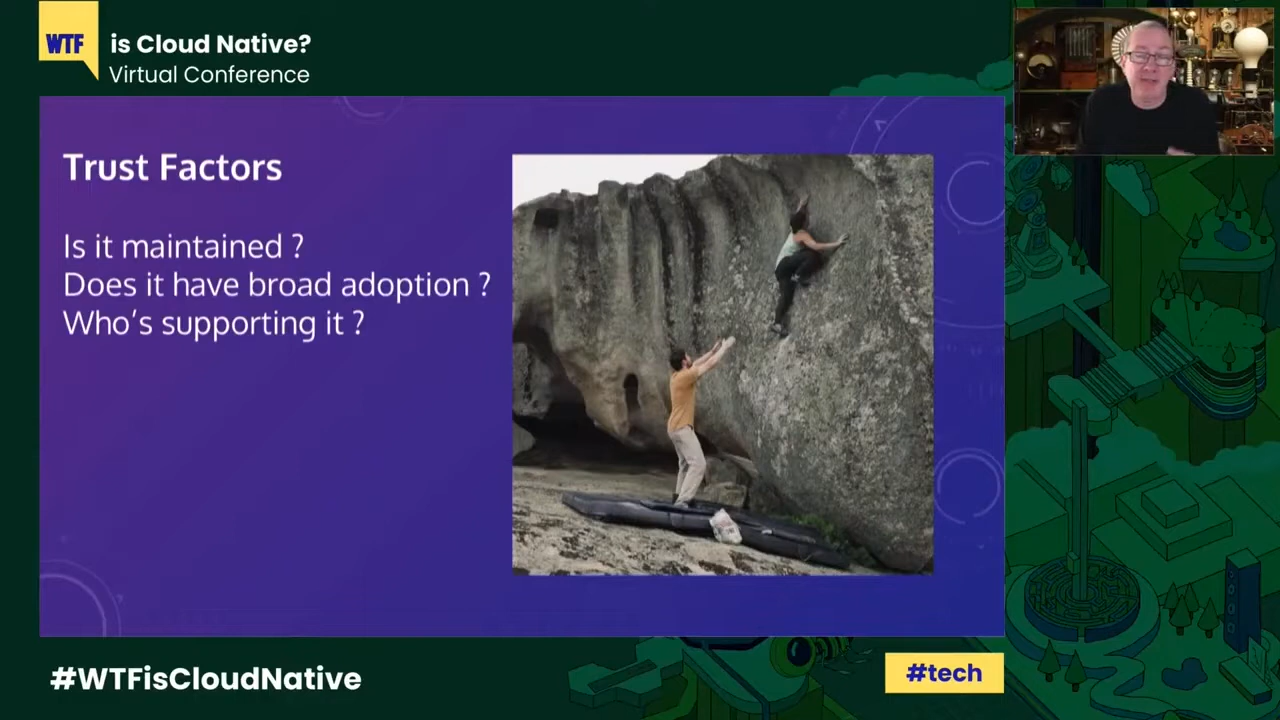 WTF is Cloud Native?
Virtual Conference
Trust Factors
Is it maintained ?
Does it have broad adoption ?
Who's supporting it ?
#WTFisCloudNative
#tech